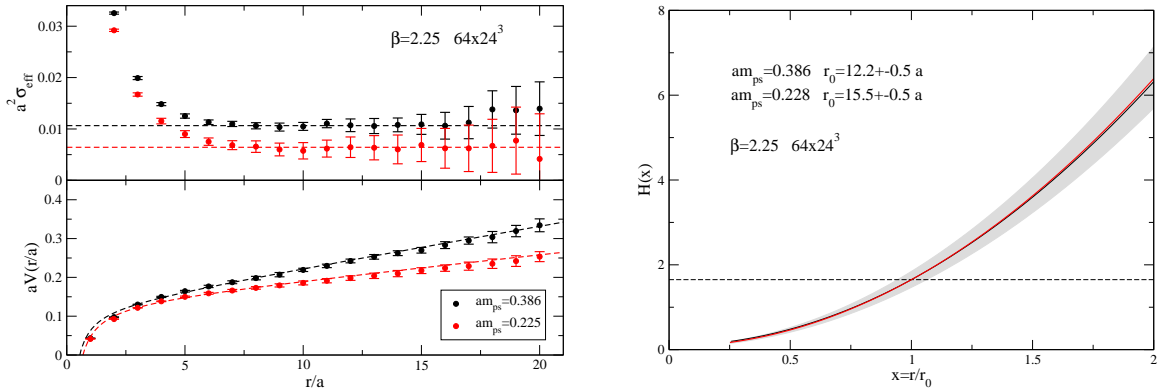 0.03
0.02
0.01
0
a²σ_eff
β=2.25 64x24³
0.4
0.3
0.2
0.1
0
aV(r/a)
am_ps=0.386
am_ps=0.225
0 5 10 15 20
r/a
8
6
4
2
0
H(x)
am_ps=0.386 r_0=12.2+-0.5 a
am_ps=0.228 r_0=15.5+-0.5 a
β=2.25 64x24³
0 0.5 1 1.5 2
x=r/r_0